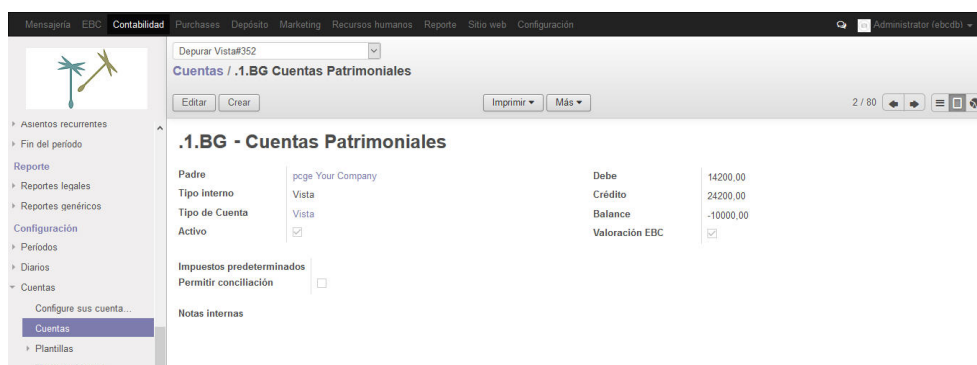 Mensajería EBC Contabilidad Purchases Depósito Marketing Recursos humanos Reporte Sitio web Configuración Administrator (ebcdb)
Depurar Vista#352
Cuentas / .1.BG Cuentas Patrimoniales
Editar Crear Imprimir Más 2 / 80
Asientos recurrentes
Fin del período
Reporte
Reportes legales
Reportes genéricos
Configuración
Períodos
Diarios
Cuentas
Configure sus cuenta...
Cuentas
Plantillas
.1.BG - Cuentas Patrimoniales
Padre pcge Your Company Debe 14200,00
Tipo interno Vista Crédito 24200,00
Tipo de Cuenta Vista Balance -10000,00
Activo Valoración EBC
Impuestos predeterminados
Permitir conciliación
Notas internas